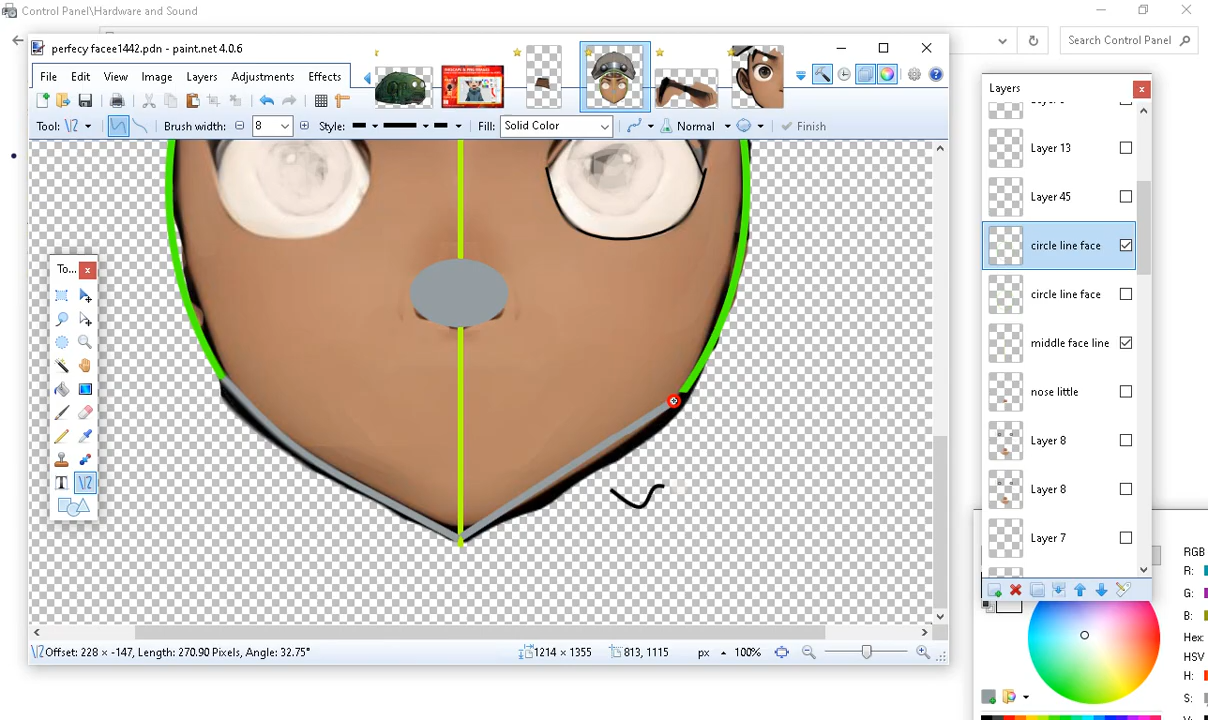 Control Panel\Hardware and Sound
Search Control Panel
perfecy facee1442.pdn - paint.net 4.0.6
File Edit View Image Adjustments Effects
Tool: Brush width: 8 Style: Fill: Solid Color Normal Finish
To...
Layers
Layer 13
Layer 45
circle line face
circle line face
middle face line
nose little
Layer 8
Layer 8
Layer 7
RGB
R:
G:
B:
Hex:
HSV
H:
S:
Offset: 228 × -147, Length: 270.90 Pixels, Angle: 32.75° 1214 × 1355 813, 1115 px 100%